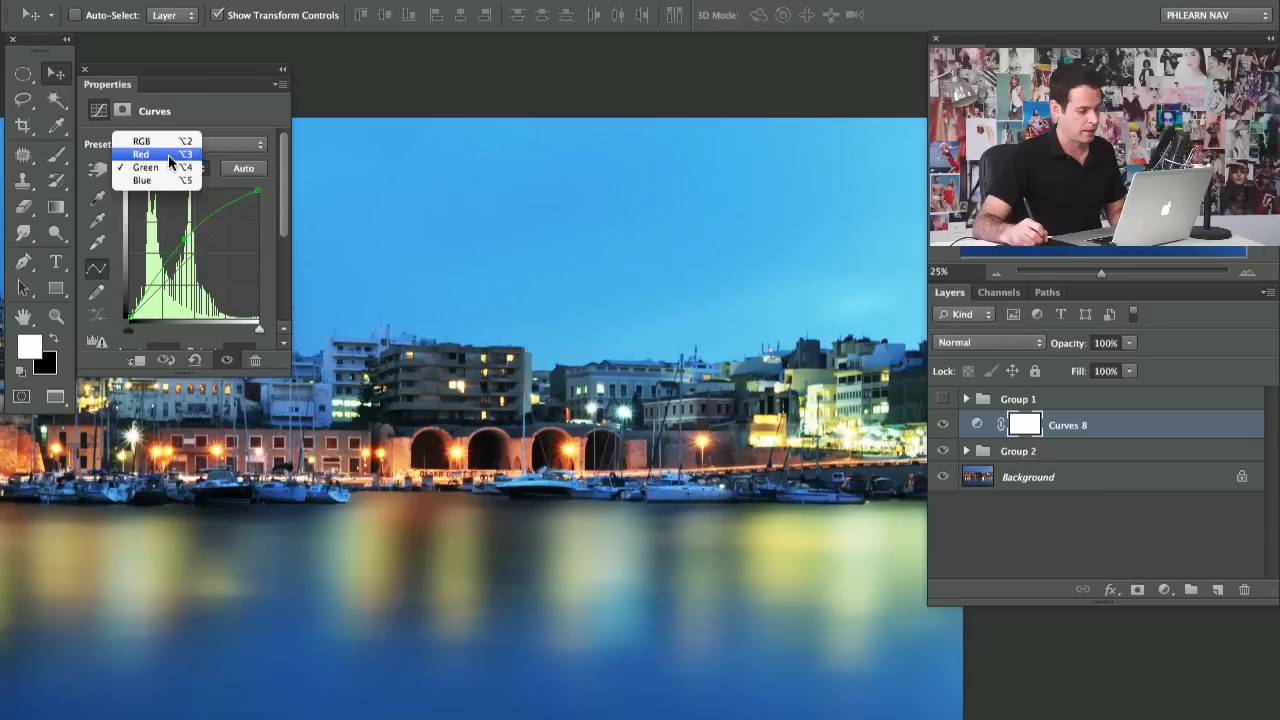 Auto-Select: Layer Show Transform Controls 3D Mode: PHLEARN NAV
Properties
Curves
Preset
RGB ⌥2
Red ⌥3
✓ Green ⌥4
Blue ⌥5
Auto
25%
Layers Channels Paths
Kind
Normal Opacity: 100%
Lock: Fill: 100%
Group 1
Curves 8
Group 2
Background